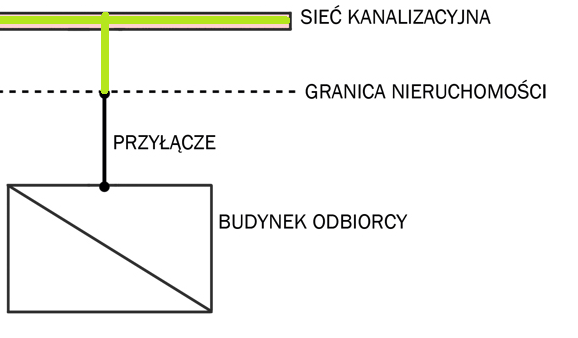 SIEĆ KANALIZACYJNA
GRANICA NIERUCHOMOŚCI
PRZYŁĄCZE
BUDYNEK ODBIORCY